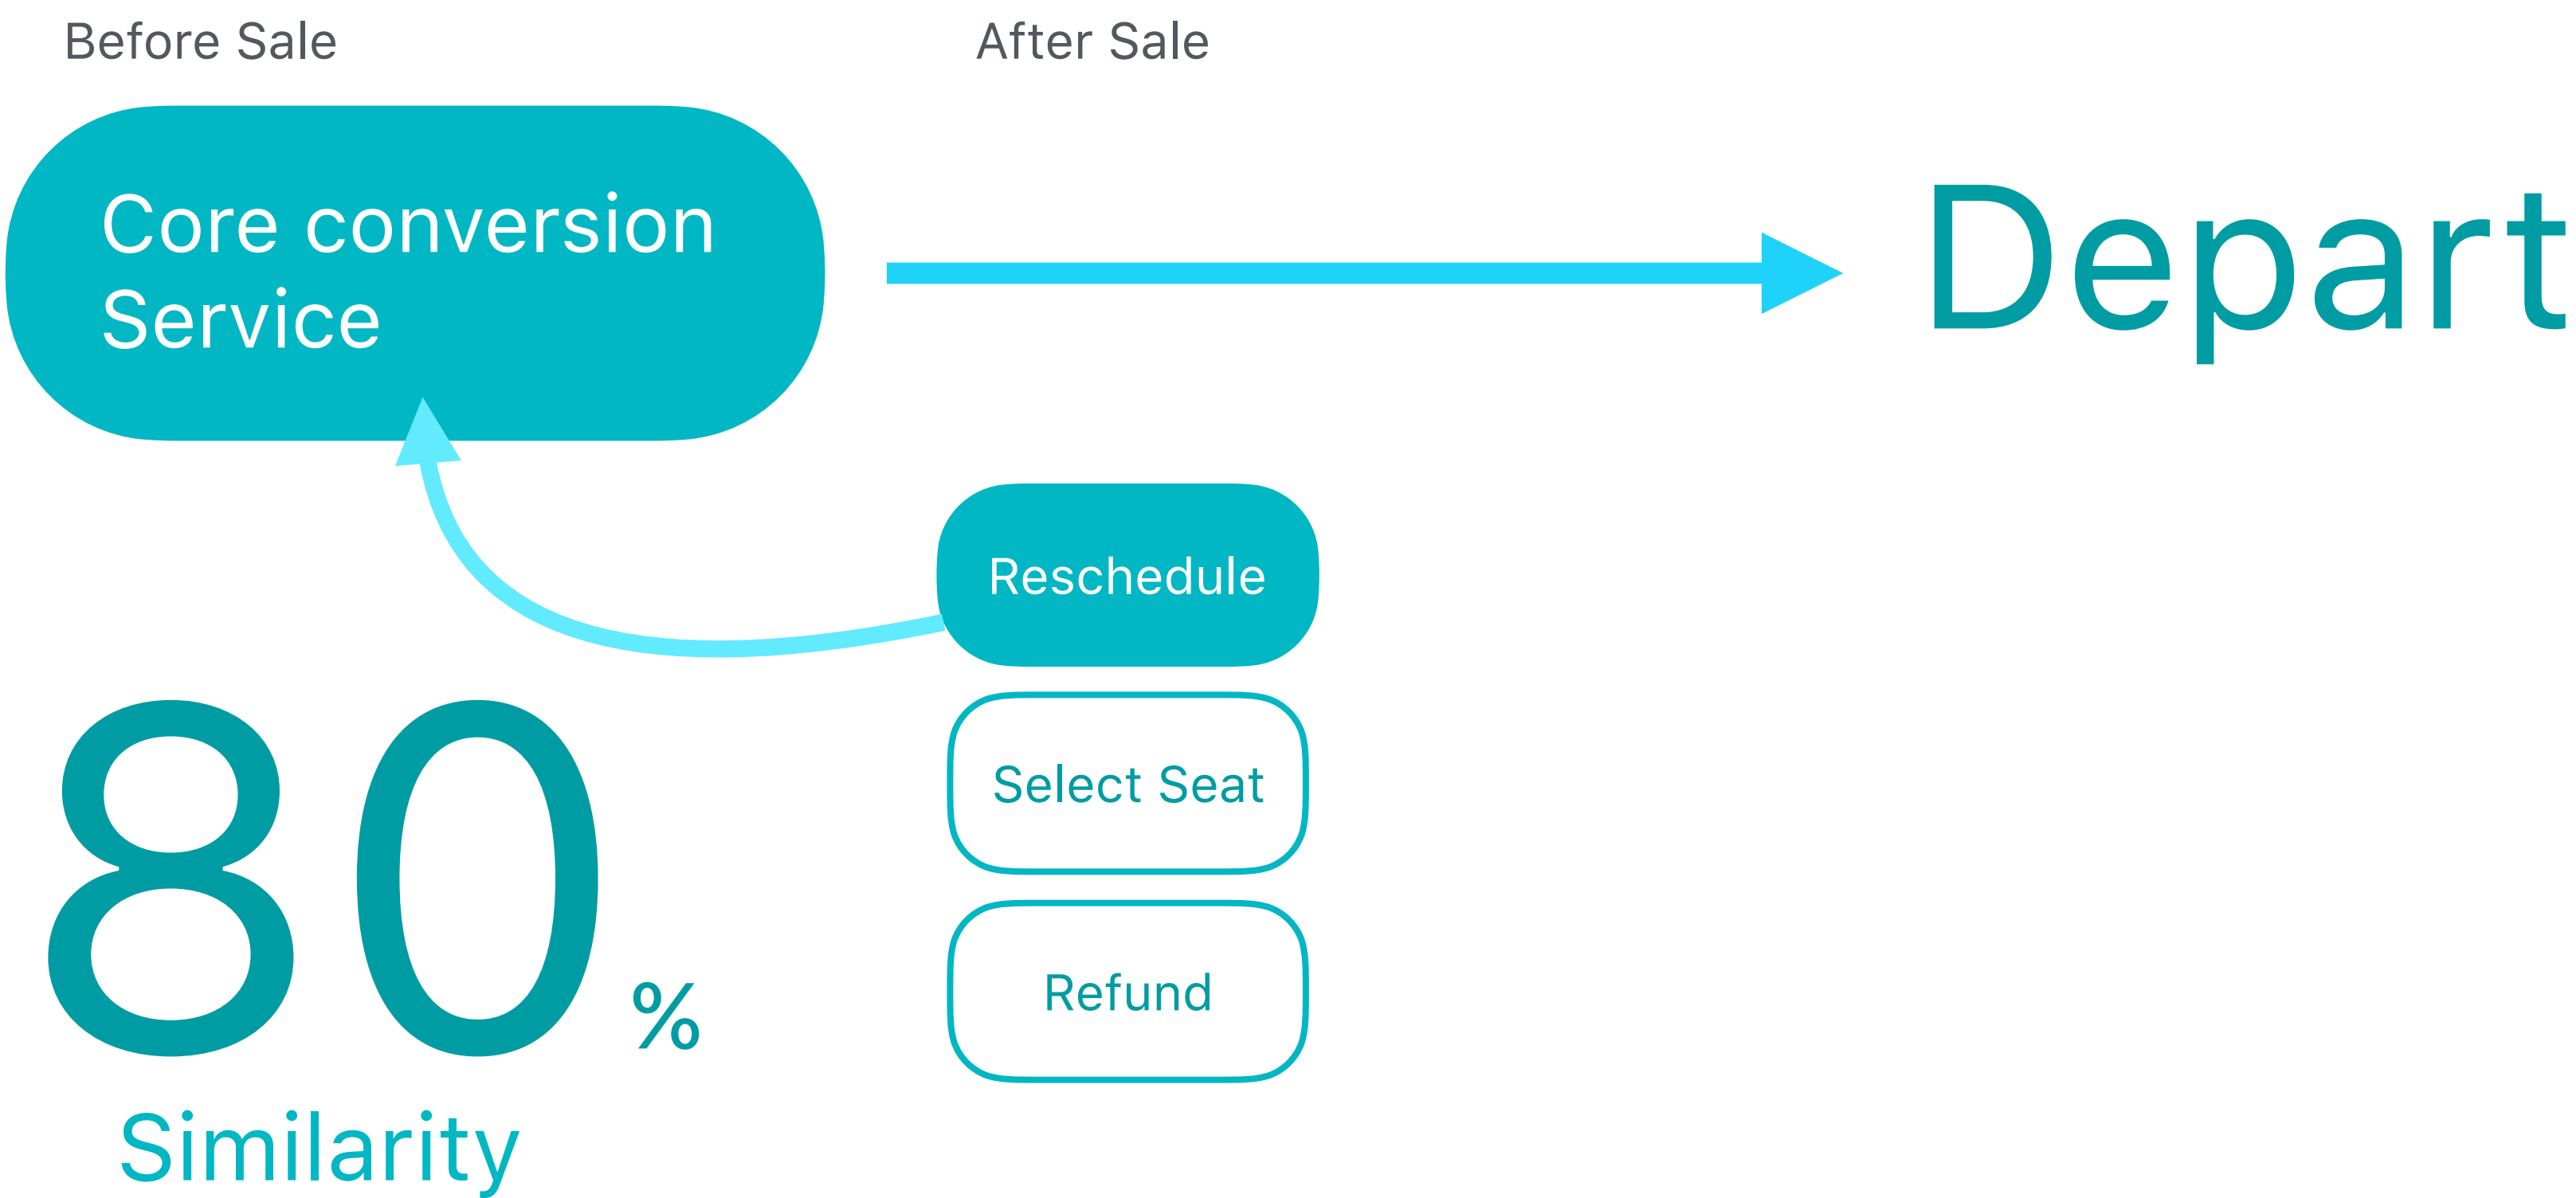 Before Sale
After Sale
Core conversion
Service
Depart
Reschedule
Select Seat
Refund
80 %
Similarity